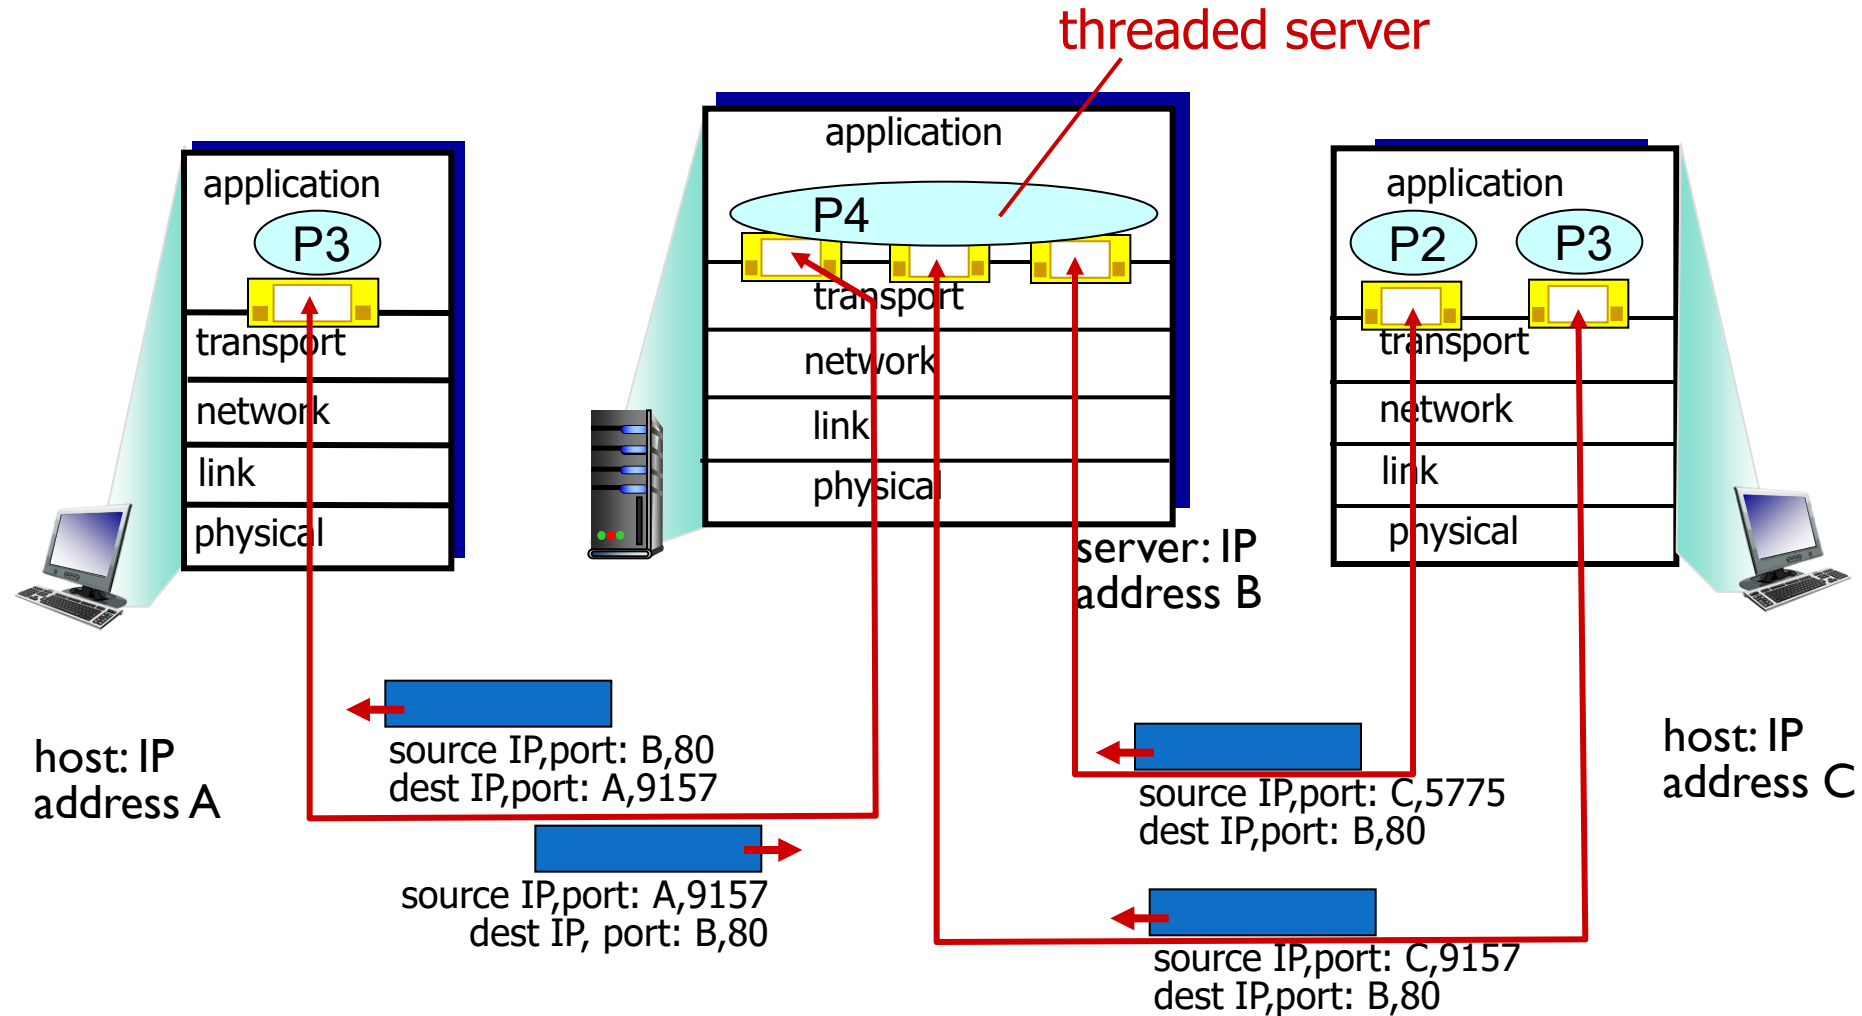 threaded server
application
P3
transport
network
link
physical
host: IP
address A
application
P4
transport
network
link
physical
server: IP
address B
application
P2
P3
transport
network
link
physical
host: IP
address C
source IP,port: B,80
dest IP,port: A,9157
source IP,port: A,9157
dest IP, port: B,80
source IP,port: C,5775
dest IP,port: B,80
source IP,port: C,9157
dest IP,port: B,80